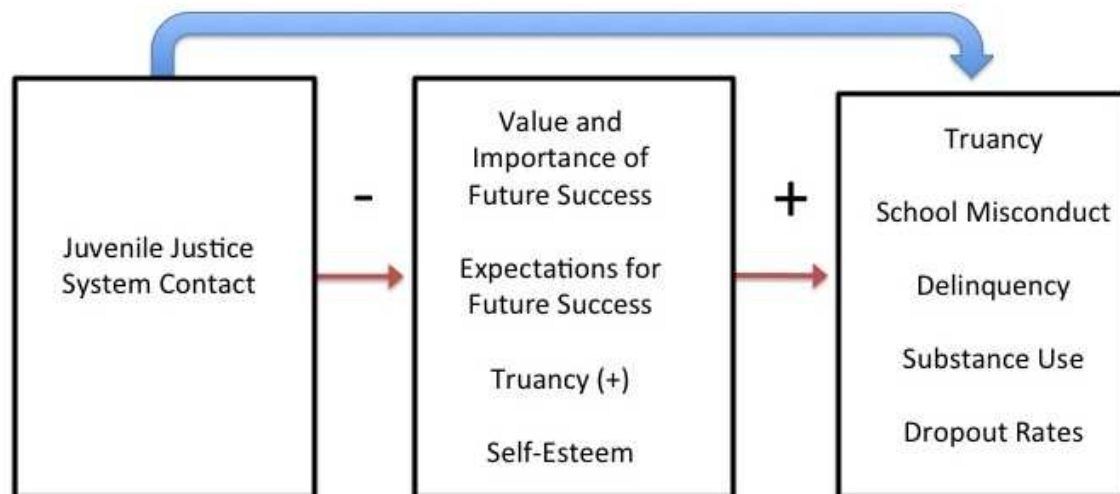 Juvenile Justice
System Contact
-
Value and
Importance of
Future Success
Expectations for
Future Success
Truancy (+)
Self-Esteem
+
Truancy
School Misconduct
Delinquency
Substance Use
Dropout Rates